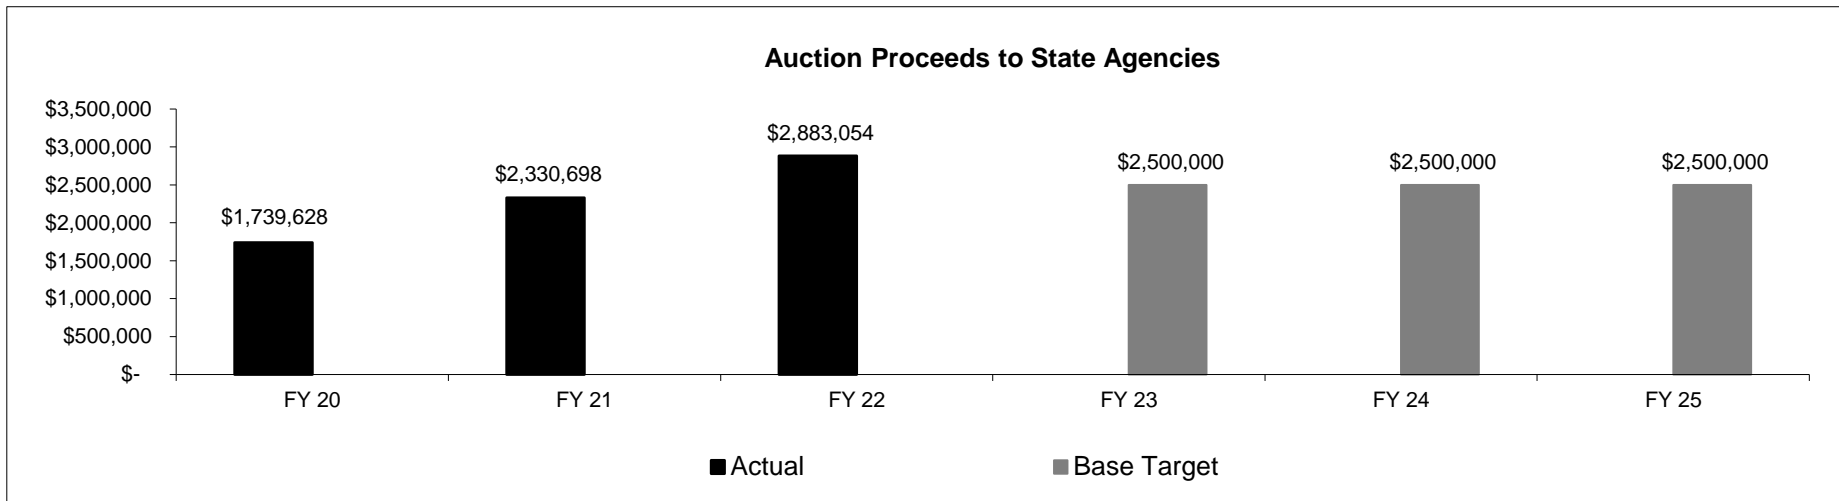 Auction Proceeds to State Agencies
$3,500,000
$3,000,000
$2,500,000
$2,000,000
$1,500,000
$1,000,000
$500,000
$-
$1,739,628
$2,330,698
$2,883,054
$2,500,000
$2,500,000
$2,500,000
FY 20
FY 21
FY 22
FY 23
FY 24
FY 25
Actual
Base Target